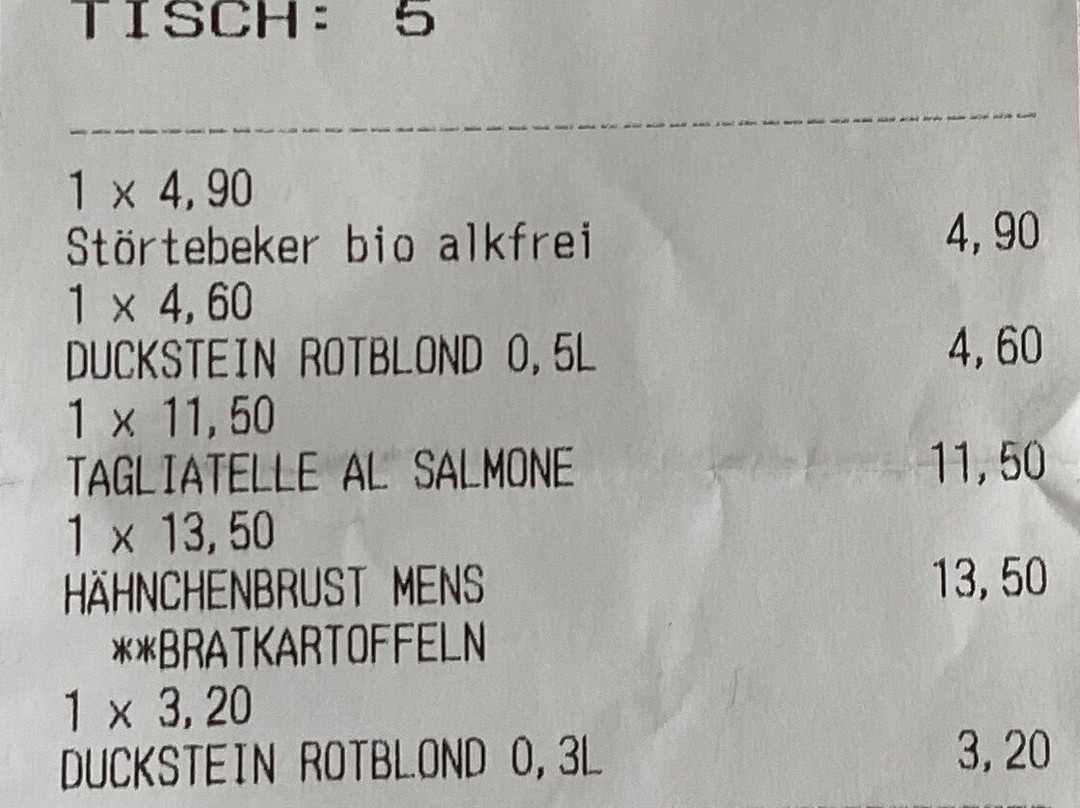 TISCH: 5
1 x 4,90
Störtebeker bio alkfrei 4,90
1 x 4,60
DUCKSTEIN ROTBLOND 0,5L 4,60
1 x 11,50
TAGLIATELLE AL SALMONE 11,50
1 x 13,50
HÄHNCHENBRUST MENS 13,50
**BRATKARTOFFELN
1 x 3,20
DUCKSTEIN ROTBLOND 0,3L 3,20